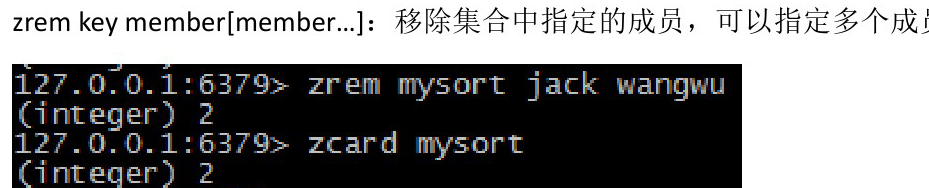 zrem key member[member…]：移除集合中指定的成员，可以指定多个成
127.0.0.1:6379> zrem mysort jack wangwu
(integer) 2
127.0.0.1:6379> zcard mysort
(integer) 2